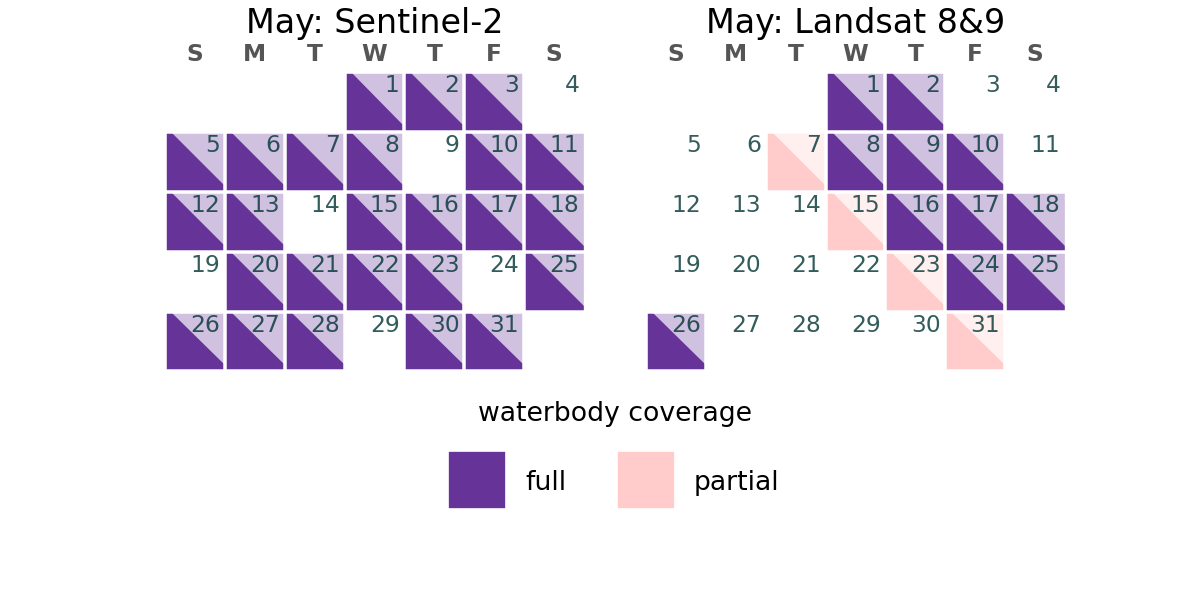 May: Sentinel-2
S M T W T F S
1 2 3 4
5 6 7 8 9 10 11
12 13 14 15 16 17 18
19 20 21 22 23 24 25
26 27 28 29 30 31
May: Landsat 8&9
S M T W T F S
1 2 3 4
5 6 7 8 9 10 11
12 13 14 15 16 17 18
19 20 21 22 23 24 25
26 27 28 29 30 31
waterbody coverage
full
partial